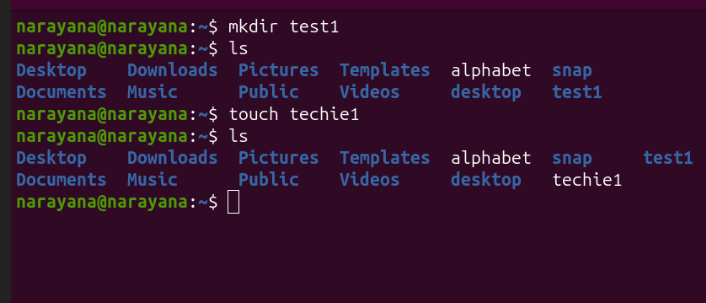 narayana@narayana:~$ mkdir test1
narayana@narayana:~$ ls
Desktop Downloads Pictures Templates alphabet snap
Documents Music Public Videos desktop test1
narayana@narayana:~$ touch techie1
narayana@narayana:~$ ls
Desktop Downloads Pictures Templates alphabet snap test1
Documents Music Public Videos desktop techie1
narayana@narayana:~$